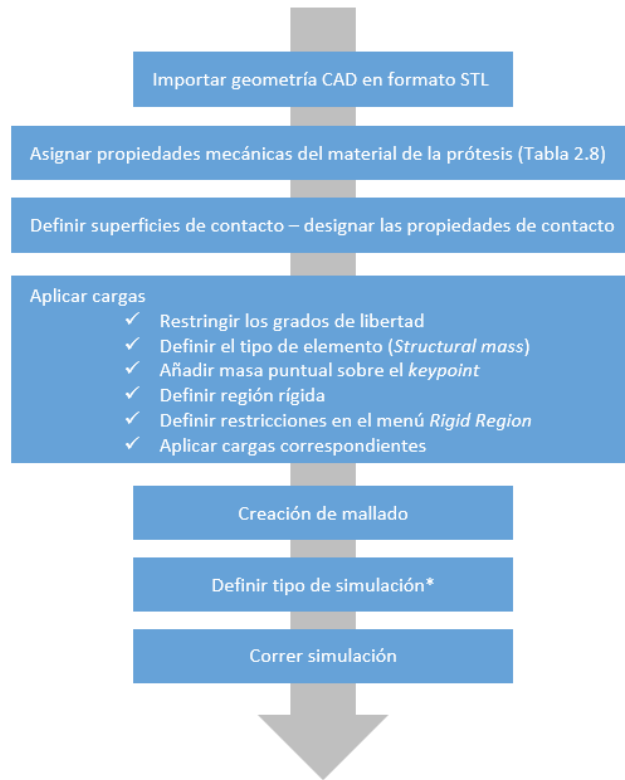 Importar geometría CAD en formato STL
Asignar propiedades mecánicas del material de la prótesis (Tabla 2.8)
Definir superficies de contacto – designar las propiedades de contacto
Aplicar cargas
✓ Restringir los grados de libertad
✓ Definir el tipo de elemento (Structural mass)
✓ Añadir masa puntual sobre el keypoint
✓ Definir región rígida
✓ Definir restricciones en el menú Rigid Region
✓ Aplicar cargas correspondientes
Creación de mallado
Definir tipo de simulación*
Correr simulación